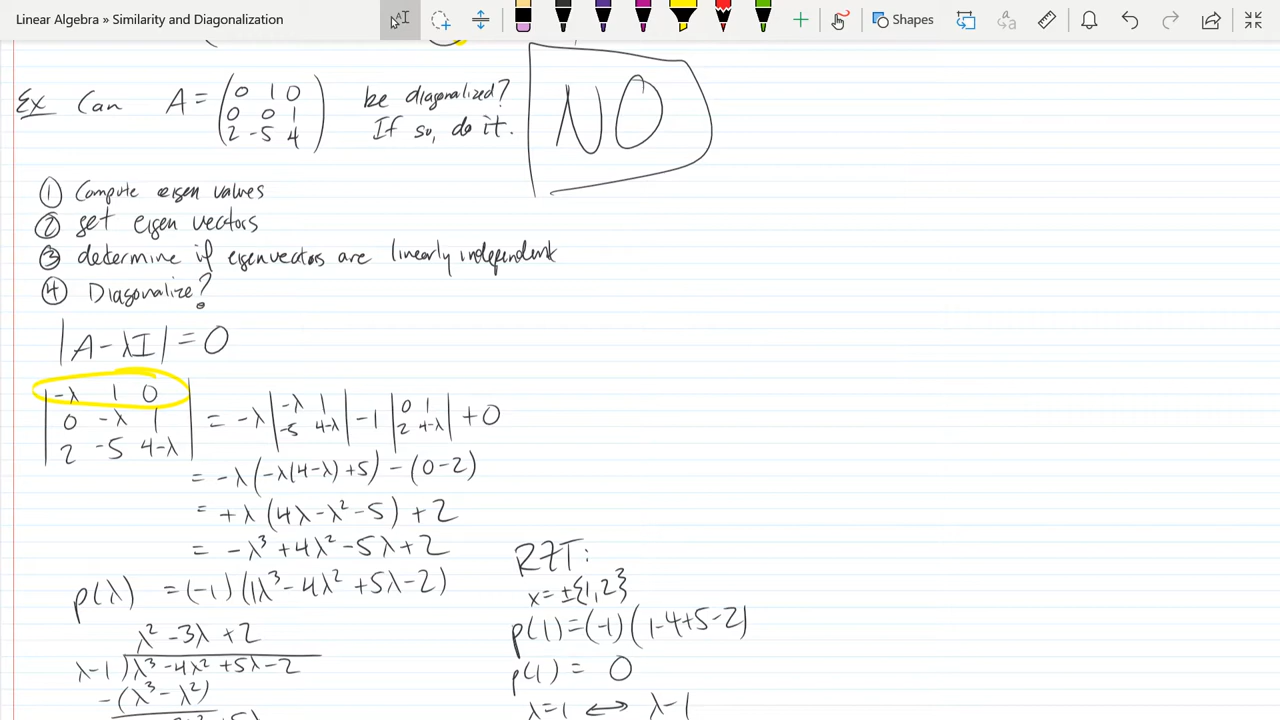 Linear Algebra » Similarity and Diagonalization
Shapes
Ex Can A = (0 1 0
0 0 1
2 -5 4) be diagonalized?
If so, do it.
NO
① Compute eigen values
② get eigen vectors
③ determine if eigenvectors are linearly independent
④ Diagonalize?
|A - λI| = 0
|-λ 1 0
0 -λ 1
2 -5 4-λ| = -λ |-λ 1
-5 4-λ| - 1 |0 1
2 4-λ| + 0
= -λ(-λ(4-λ)+5) - (0-2)
= +λ(4λ-λ²-5) + 2
= -λ³ + 4λ² - 5λ + 2
p(λ) = (-1)(1λ³ - 4λ² + 5λ - 2)
λ² - 3λ + 2
λ-1 ) λ³ - 4λ² + 5λ - 2
-(λ³ - λ²)
RZT:
x = ±{1,2}
p(1) = (-1)(1-4+5-2)
p(1) = 0
λ=1 ↔ λ-1